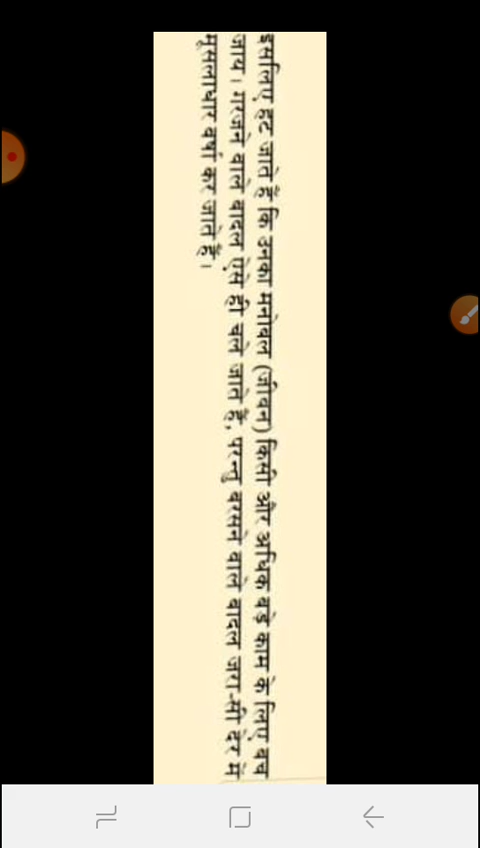 इसलिए हट जाते हैं कि उनका मनोबल (जीवन) किसी और अधिक बड़े काम के लिए बच
जाय। गरजने वाले बादल ऐसे ही चले जाते हैं, परन्तु बरसने वाले बादल जरा-सी देर में
मूसलाधार वर्षा कर जाते हैं।